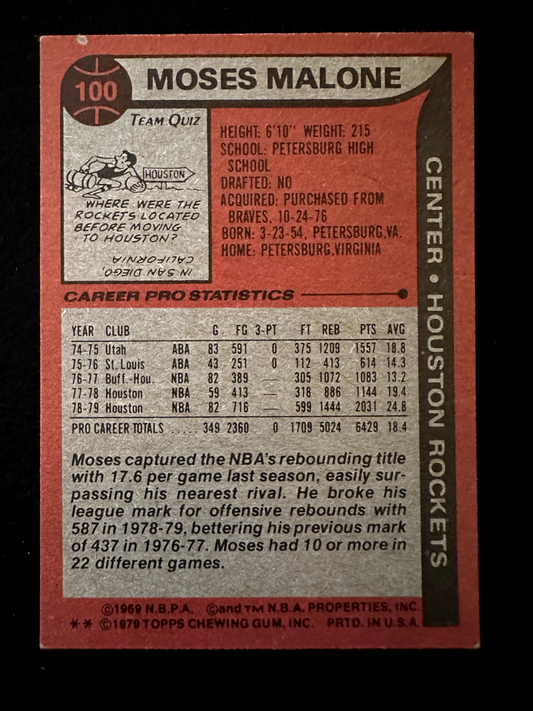 100 MOSES MALONE
TEAM QUIZ
HOUSTON
WHERE WERE THE
ROCKETS LOCATED
BEFORE MOVING
TO HOUSTON?
IN SAN DIEGO,
CALIFORNIA
HEIGHT: 6'10" WEIGHT: 215
SCHOOL: PETERSBURG HIGH
SCHOOL
DRAFTED: NO
ACQUIRED: PURCHASED FROM
BRAVES, 10-24-76
BORN: 3-23-54, PETERSBURG,VA.
HOME: PETERSBURG,VIRGINIA
CENTER • HOUSTON ROCKETS
CAREER PRO STATISTICS
YEAR CLUB G FG 3-PT FT REB PTS AVG
74-75 Utah ABA 83 591 0 375 1209 1557 18.8
75-76 St. Louis ABA 43 251 0 112 413 614 14.3
76-77 Buff.-Hou. NBA 82 389 — 305 1072 1083 13.2
77-78 Houston NBA 59 413 — 318 886 1144 19.4
78-79 Houston NBA 82 716 — 599 1444 2031 24.8
PRO CAREER TOTALS ..... 349 2360 0 1709 5024 6429 18.4
Moses captured the NBA's rebounding title
with 17.6 per game last season, easily sur-
passing his nearest rival. He broke his
league mark for offensive rebounds with
587 in 1978-79, bettering his previous mark
of 437 in 1976-77. Moses had 10 or more in
22 different games.
©1969 N.B.P.A. ©and TM N.B.A. PROPERTIES, INC.
** ©1979 TOPPS CHEWING GUM, INC. PRTD. IN U.S.A.